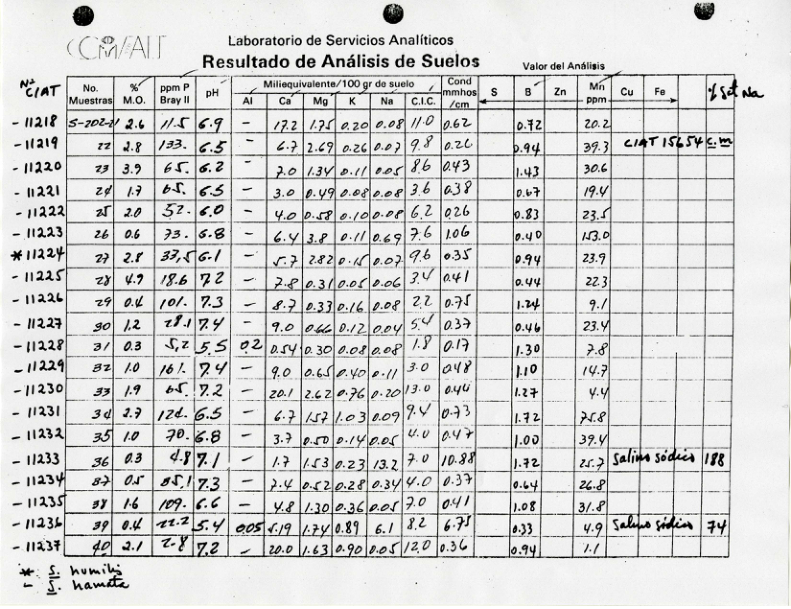 CCMFAIT
Laboratorio de Servicios Analíticos
Resultado de Análisis de Suelos
Valor del Análisis
Nº CIAT No. Muestras % M.O. ppm P Bray II pH Miliequivalente/100 gr de suelo Al Ca Mg K Na C.I.C. Cond mmhos /cm S B Zn Mn ppm Cu Fe % Sat Na
- 11218 S-202-21 2.6 11.5 6.9 - 17.2 1.75 0.20 0.08 11.0 0.62 0.72 20.2
- 11219 22 2.8 133. 6.5 - 6.7 2.69 0.26 0.07 9.8 0.26 0.94 39.3 CIAT 15654 c.m
- 11220 23 3.9 65. 6.2 - 7.0 1.34 0.11 0.05 8.6 0.43 1.43 30.6
- 11221 24 1.7 65. 6.5 - 3.0 0.49 0.08 0.08 3.6 0.38 0.67 19.4
- 11222 25 2.0 52. 6.0 - 4.0 0.58 0.10 0.08 6.2 0.26 0.83 23.5
- 11223 26 0.6 73. 6.8 - 6.4 3.8 0.11 0.69 7.6 1.06 0.40 153.0
* 11224 27 2.8 33,5 6.1 - 5.7 2.82 0.15 0.07 9.6 0.35 0.94 23.9
- 11225 28 4.9 18.6 7.2 - 7.8 0.31 0.05 0.06 3.4 0.41 0.44 22.3
- 11226 29 0.4 101. 7.3 - 8.7 0.33 0.16 0.08 2.2 0.75 1.24 9.1
- 11227 30 1.2 28.1 7.4 - 9.0 0.66 0.12 0.04 5.4 0.37 0.46 23.4
- 11228 31 0.3 5,2 5.5 0.2 0.54 0.30 0.08 0.08 1.8 0.17 1.30 7.8
- 11229 32 1.0 161. 7.4 - 9.0 0.65 0.40 0.11 3.0 0.48 1.10 14.7
- 11230 33 1.9 65. 7.2 - 20.1 2.62 0.76 0.20 13.0 0.44 1.27 4.4
- 11231 34 2.7 124. 6.5 - 6.7 1.57 1.03 0.09 9.4 0.73 1.72 75.8
- 11232 35 1.0 70. 6.8 - 3.7 0.50 0.14 0.05 4.0 0.47 1.00 39.4
- 11233 36 0.3 4.8 7.1 - 1.7 1.53 0.23 13.2 7.0 10.88 1.72 25.7 Salino sódico 188
- 11234 37 0.5 35,1 7.3 - 7.4 0.52 0.28 0.34 4.0 0.37 0.64 26.8
- 11235 38 1.6 109. 6.6 - 4.8 1.30 0.36 0.05 7.0 0.41 1.08 31.8
- 11236 39 0.4 22.2 5.4 0.05 5.19 1.74 0.89 6.1 8.2 6.75 0.33 4.9 Salino sódico 74
- 11237 40 2.1 2.8 7.2 - 20.0 1.63 0.90 0.05 12.0 0.36 0.94 1.1
* S. humilis
- S. hamata